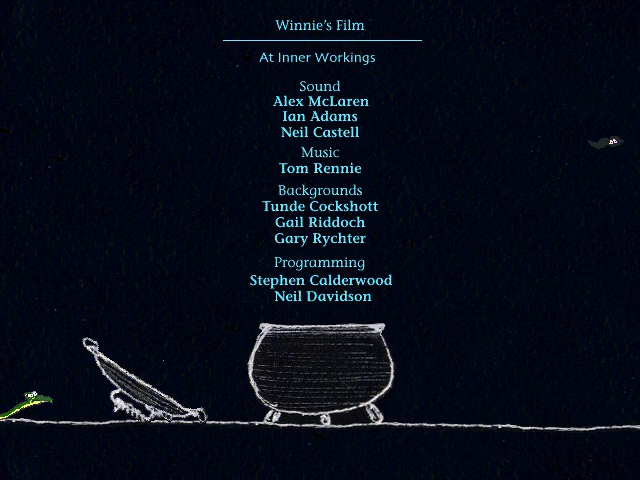 Winnie's Film
At Inner Workings
Sound
Alex McLaren
Ian Adams
Neil Castell
Music
Tom Rennie
Backgrounds
Tunde Cockshott
Gail Riddoch
Gary Rychter
Programming
Stephen Calderwood
Neil Davidson